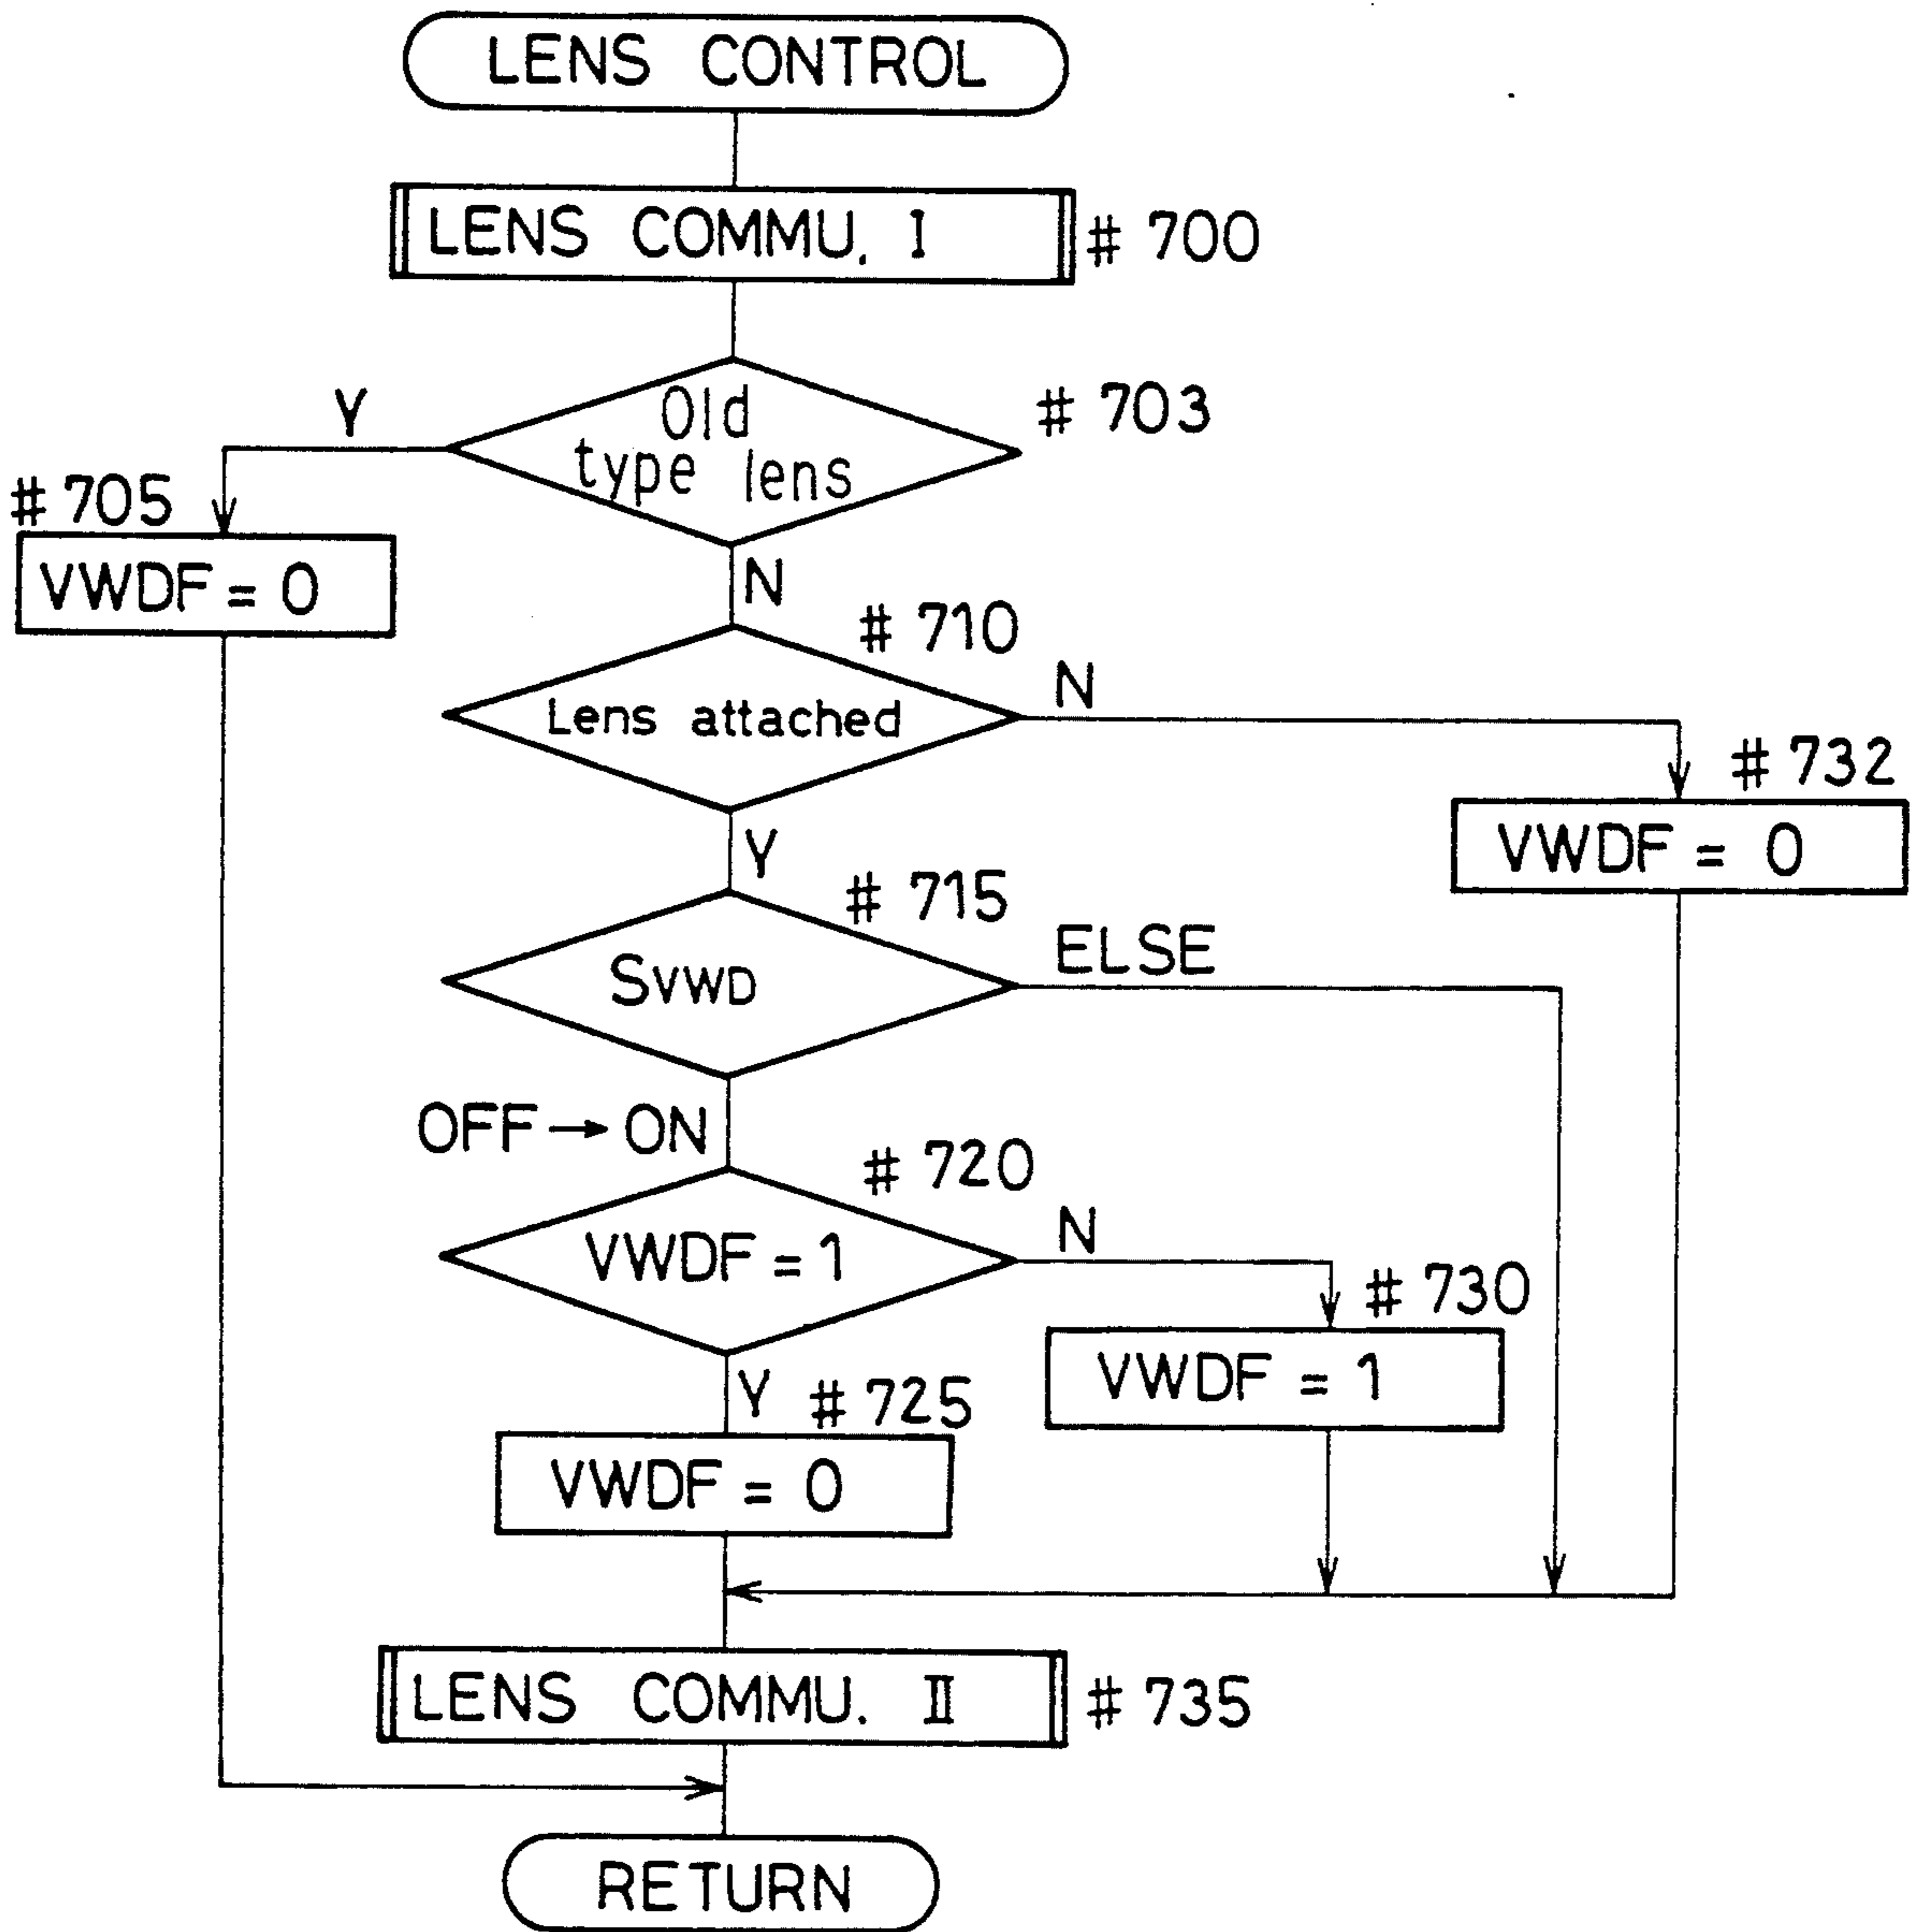 LENS CONTROL
LENS COMMU. I
# 700
Old
type lens
# 703
Y
# 705
VWDF = 0
N
# 710
Lens attached
N
# 732
VWDF = 0
Y
# 715
SVWD
ELSE
OFF → ON
# 720
VWDF = 1
N
# 730
VWDF = 1
Y
# 725
VWDF = 0
LENS COMMU. II
# 735
RETURN